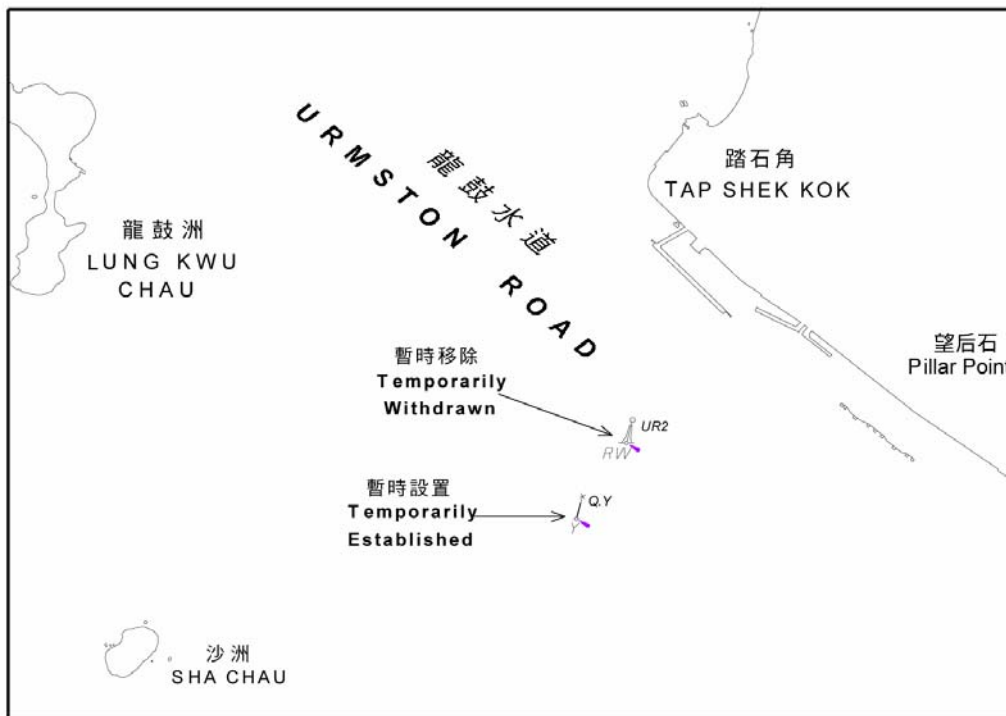 龍鼓水道
URMSTON ROAD
踏石角
TAP SHEK KOK
龍鼓洲
LUNG KWU
CHAU
望后石
Pillar Point
暫時移除
Temporarily
Withdrawn
UR2
RW
暫時設置
Temporarily
Established
Q.Y
Y
沙洲
SHA CHAU